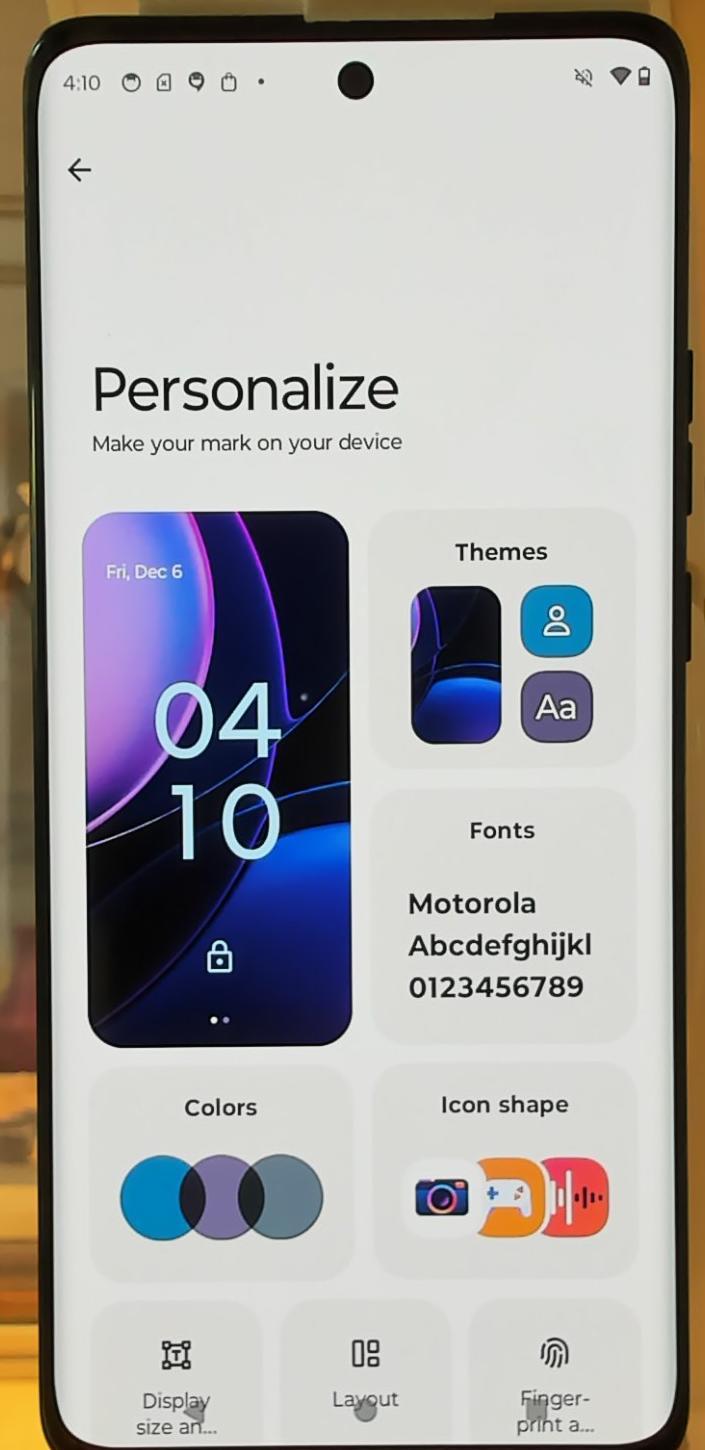 4:10
Personalize
Make your mark on your device
Fri, Dec 6
04
10
Themes
Aa
Fonts
Motorola
Abcdefghijkl
0123456789
Colors
Icon shape
T
Display
size an...
Layout
Finger-
print a...